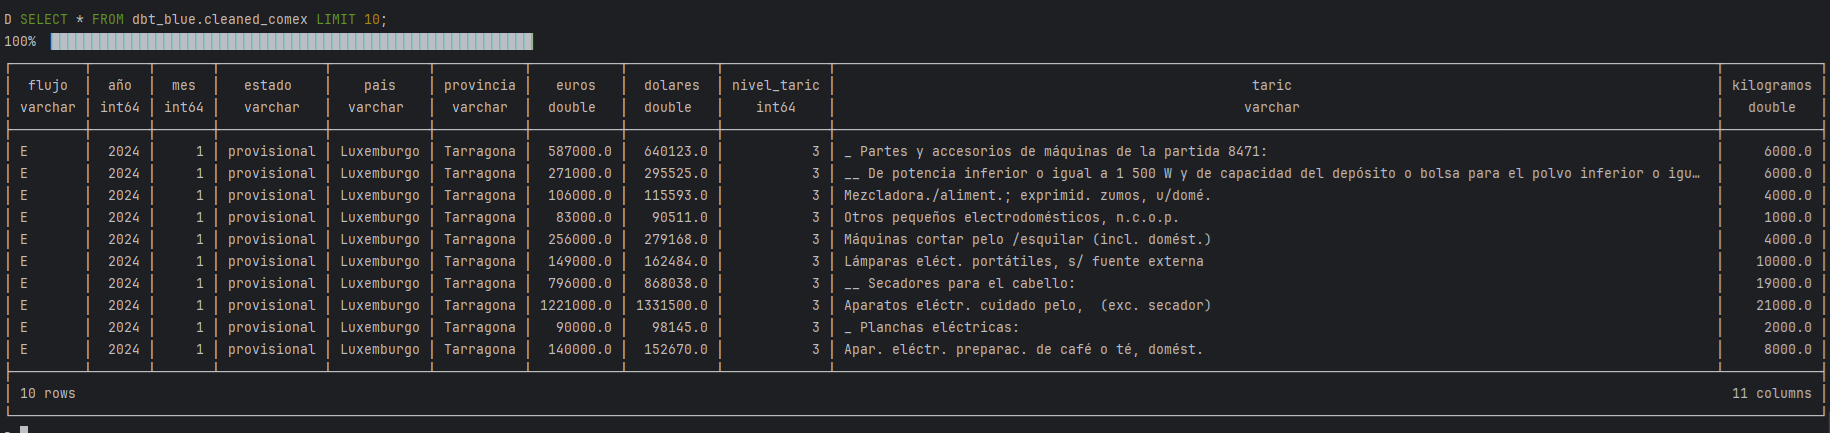 D SELECT * FROM dbt_blue.cleaned_comex LIMIT 10;
100%
flujo año mes estado pais provincia euros dolares nivel_taric taric kilogramos
varchar int64 int64 varchar varchar varchar double double int64 varchar double
E 2024 1 provisional Luxemburgo Tarragona 587000.0 640123.0 3 _ Partes y accesorios de máquinas de la partida 8471: 6000.0
E 2024 1 provisional Luxemburgo Tarragona 271000.0 295525.0 3 __ De potencia inferior o igual a 1 500 W y de capacidad del depósito o bolsa para el polvo inferior o igu… 6000.0
E 2024 1 provisional Luxemburgo Tarragona 106000.0 115593.0 3 Mezcladora./aliment.; exprimid. zumos, u/domé. 4000.0
E 2024 1 provisional Luxemburgo Tarragona 83000.0 90511.0 3 Otros pequeños electrodomésticos, n.c.o.p. 1000.0
E 2024 1 provisional Luxemburgo Tarragona 256000.0 279168.0 3 Máquinas cortar pelo /esquilar (incl. domést.) 4000.0
E 2024 1 provisional Luxemburgo Tarragona 149000.0 162484.0 3 Lámparas eléct. portátiles, s/ fuente externa 10000.0
E 2024 1 provisional Luxemburgo Tarragona 796000.0 868038.0 3 __ Secadores para el cabello: 19000.0
E 2024 1 provisional Luxemburgo Tarragona 1221000.0 1331500.0 3 Aparatos eléctr. cuidado pelo,  (exc. secador) 21000.0
E 2024 1 provisional Luxemburgo Tarragona 90000.0 98145.0 3 _ Planchas eléctricas: 2000.0
E 2024 1 provisional Luxemburgo Tarragona 140000.0 152670.0 3 Apar. eléctr. preparac. de café o té, domést. 8000.0
10 rows 11 columns